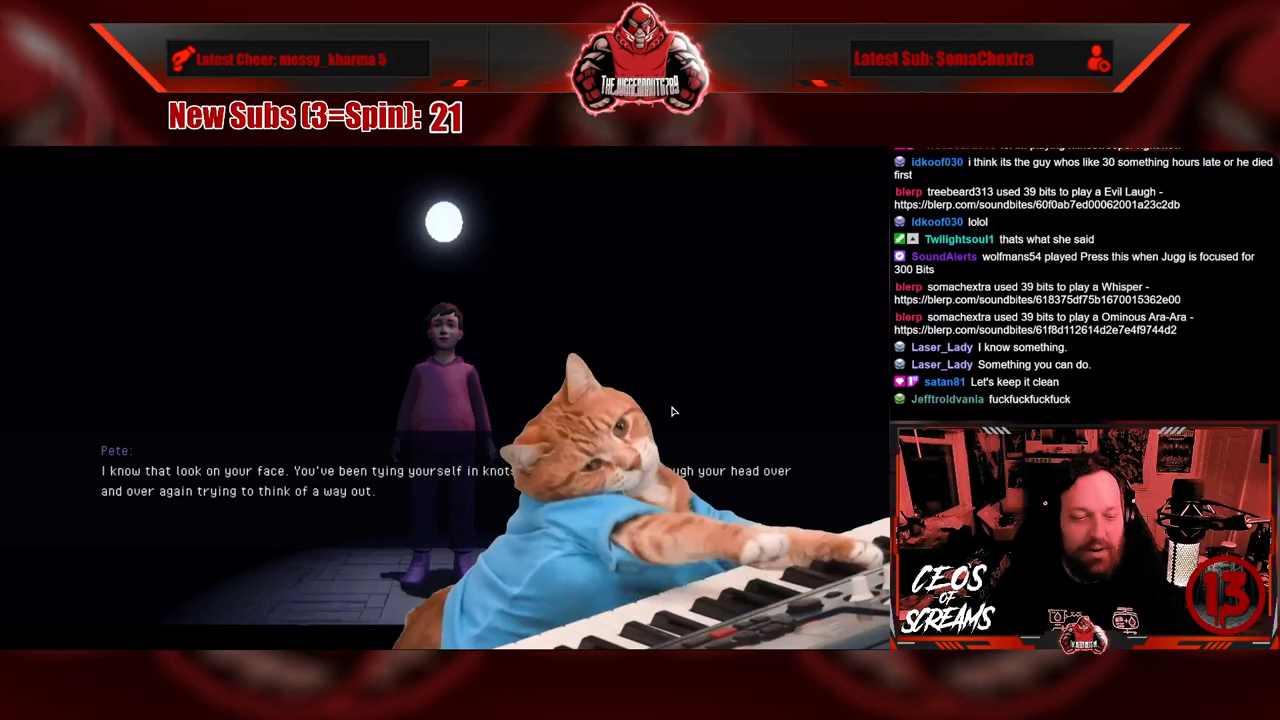 Latest Cheer: messy_kharma 5
THEJUGGERNAUT6789
Latest Sub: SomaChextra
New Subs (3=Spin): 21
idkoof030 i think its the guy whos like 30 something hours late or he died
first
blerp treebeard313 used 39 bits to play a Evil Laugh -
https://blerp.com/soundbites/60f0ab7ed00062001a23c2db
idkoof030 lolol
Twilightsoul1 thats what she said
SoundAlerts wolfmans54 played Press this when Jugg is focused for
300 Bits
blerp somachextra used 39 bits to play a Whisper -
https://blerp.com/soundbites/618375df75b1670015362e00
blerp somachextra used 39 bits to play a Ominous Ara-Ara -
https://blerp.com/soundbites/61f8d112614d2e7e4f9744d2
Laser_Lady I know something.
Laser_Lady Something you can do.
satan81 Let's keep it clean
Jefftroidvania fuckfuckfuckfuck
Pete:
I know that look on your face. You've been tying yourself in knots your head over
and over again trying to think of a way out.
CEOS
OF
SCREAMS
13